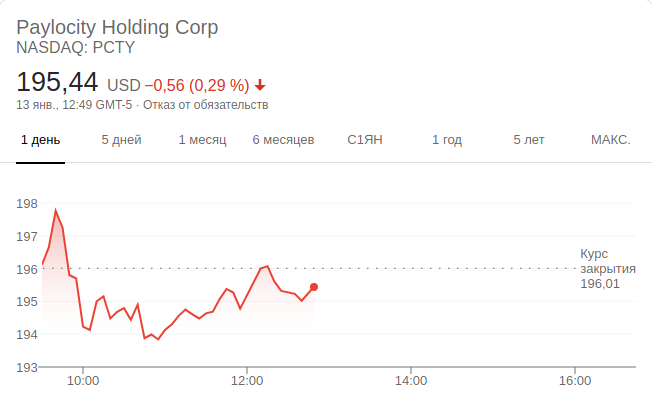 Paylocity Holding Corp
NASDAQ: PCTY
195,44 USD −0,56 (0,29 %)
13 янв., 12:49 GMT-5 · Отказ от обязательств
1 день 5 дней 1 месяц 6 месяцев С1ЯН 1 год 5 лет МАКС.
198
197
196
195
194
193
Курс
закрытия
196,01
10:00 12:00 14:00 16:00